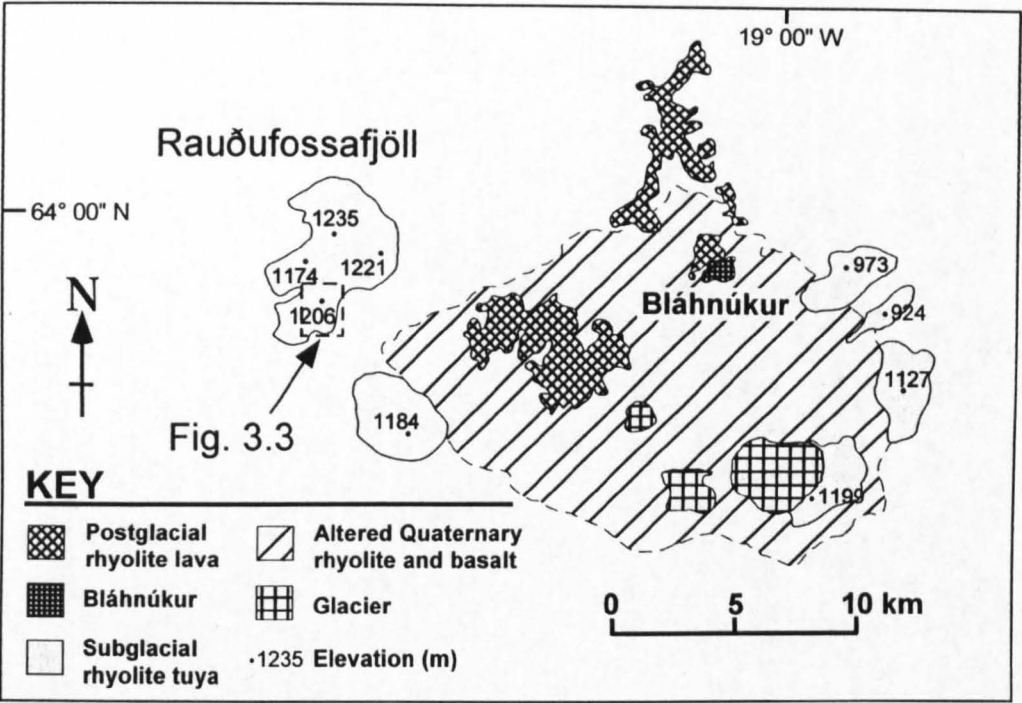 19° 00" W
Rauðufossafjöll
64° 00" N
1235
1174
1221
1206
N
973
924
Bláhnúkur
1127
1184
Fig. 3.3
1199
KEY
Postglacial
rhyolite lava
Altered Quaternary
rhyolite and basalt
Bláhnúkur
Glacier
Subglacial
rhyolite tuya
•1235 Elevation (m)
0 5 10 km